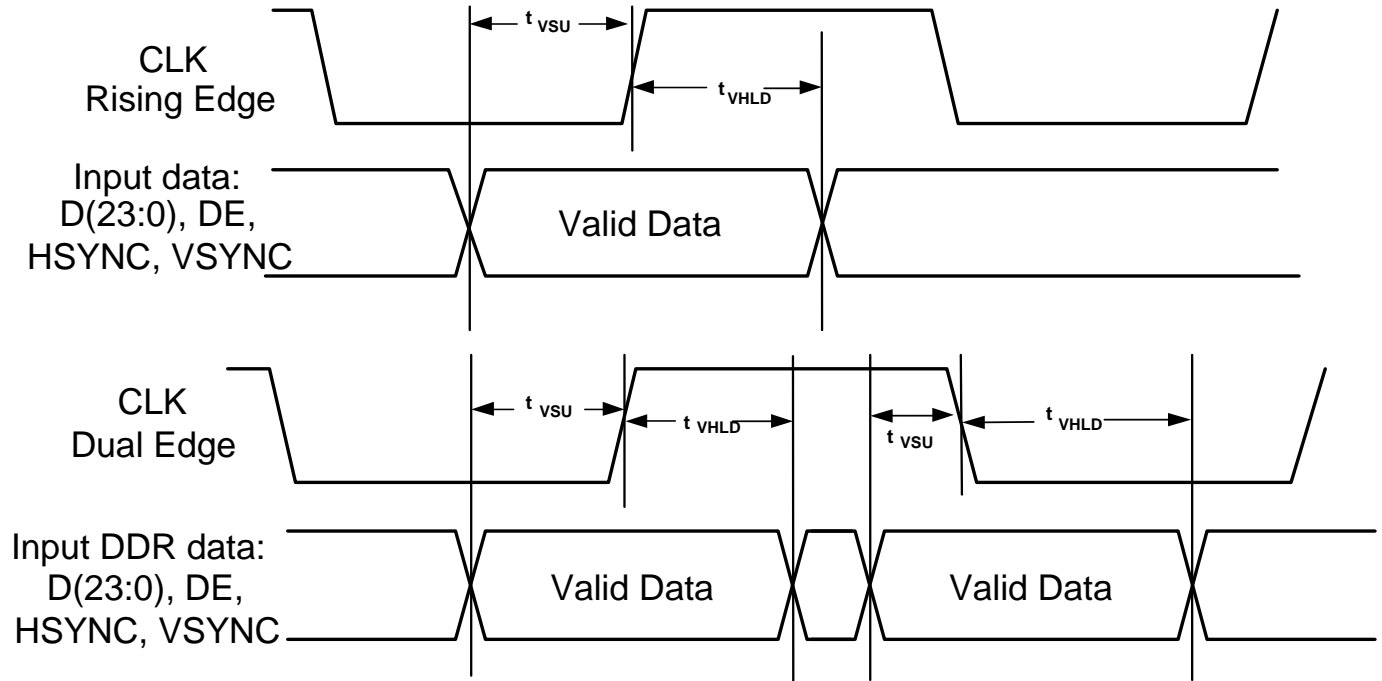 t VSU
CLK
Rising Edge
t VHLD
Input data:
D(23:0), DE,
HSYNC, VSYNC
Valid Data
CLK
Dual Edge
t VSU
t VHLD
t VSU
t VHLD
Input DDR data:
D(23:0), DE,
HSYNC, VSYNC
Valid Data
Valid Data